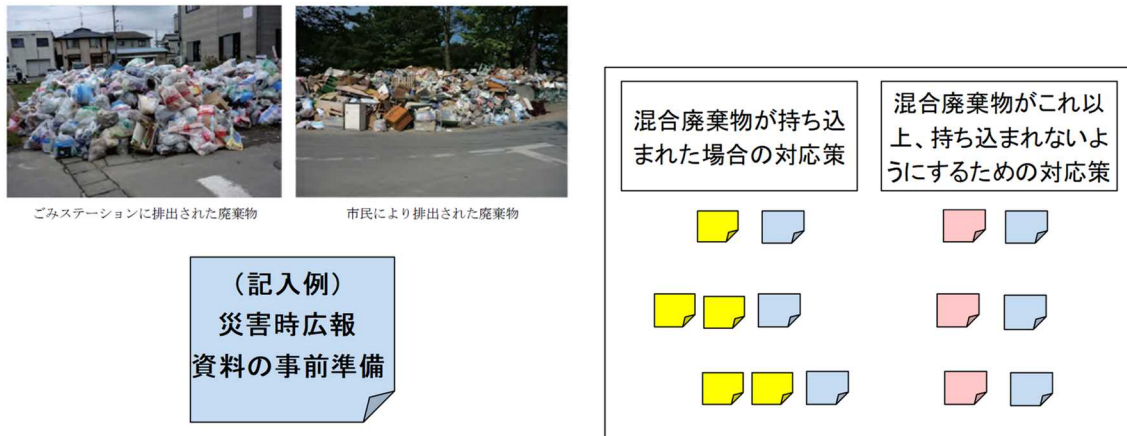 ごみステーションに排出された廃棄物
市民により排出された廃棄物
（記入例）
災害時広報
資料の事前準備
混合廃棄物が持ち込
まれた場合の対応策
混合廃棄物がこれ以
上、持ち込まれないよ
うにするための対応策